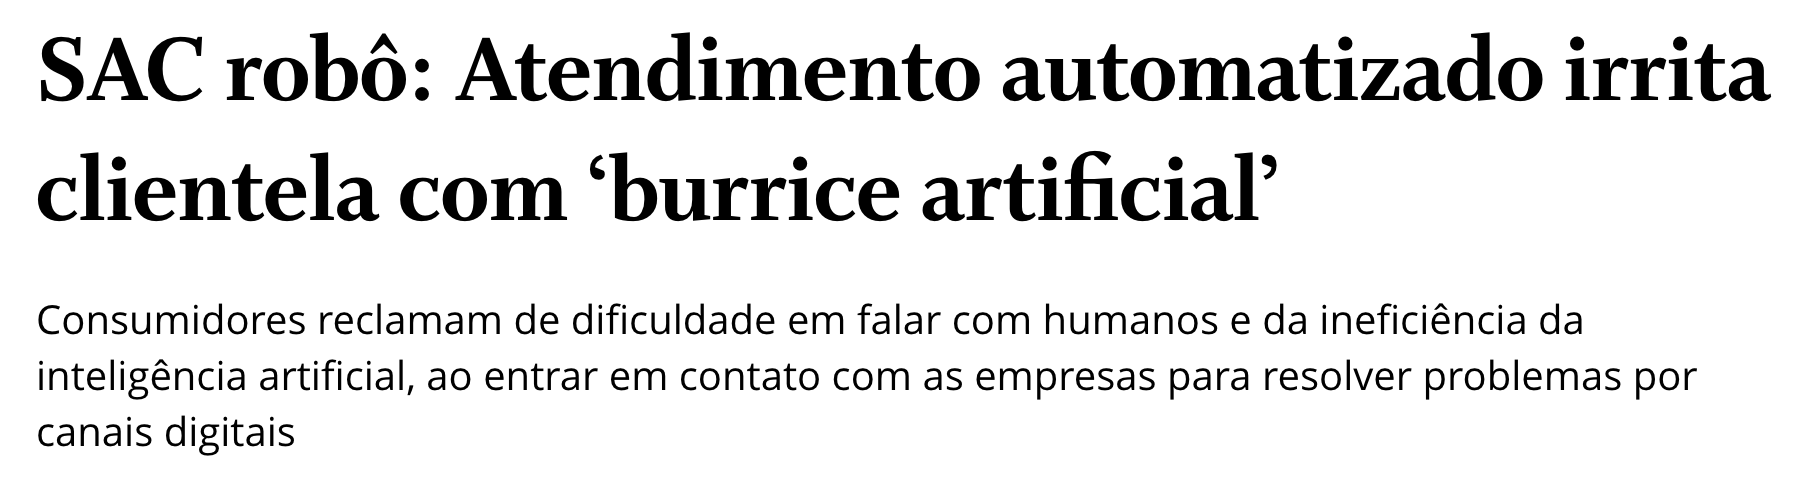 SAC robô: Atendimento automatizado irrita
clientela com ‘burrice artificial’
Consumidores reclamam de dificuldade em falar com humanos e da ineficiência da
inteligência artificial, ao entrar em contato com as empresas para resolver problemas por
canais digitais